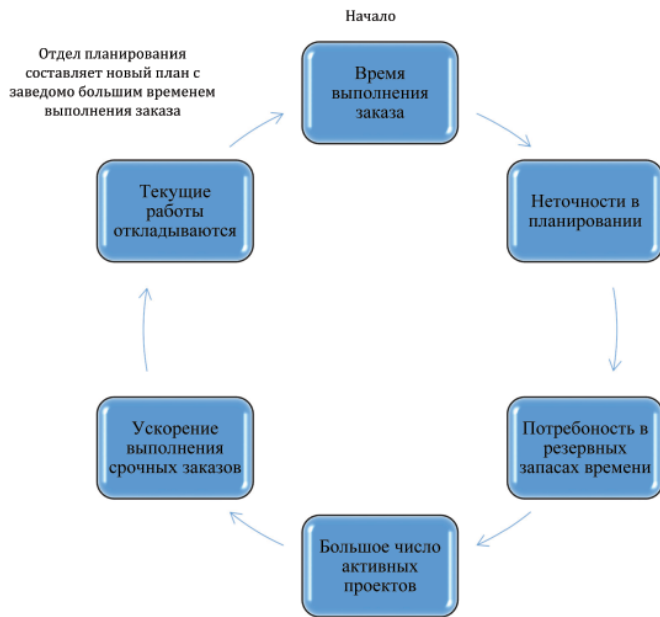 Начало
Отдел планирования
составляет новый план с
заведомо большим временем
выполнения заказа
Время
выполнения
заказа
Неточности в
планировании
Потребоность в
резервных
запасах времени
Большое число
активных
проектов
Ускорение
выполнения
срочных заказов
Текущие
работы
откладываются